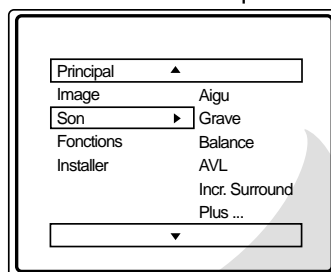 Principal
Image
Son
Fonctions
Installer
Aigu
Grave
Balance
AVL
Incr. Surround
Plus ...